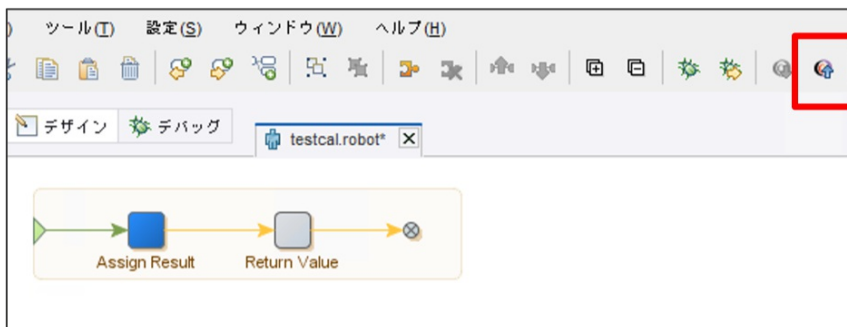 ) ツール(T) 設定(S) ウィンドウ(W) ヘルプ(H)
デザイン デバッグ testcal.robot*
Assign Result Return Value